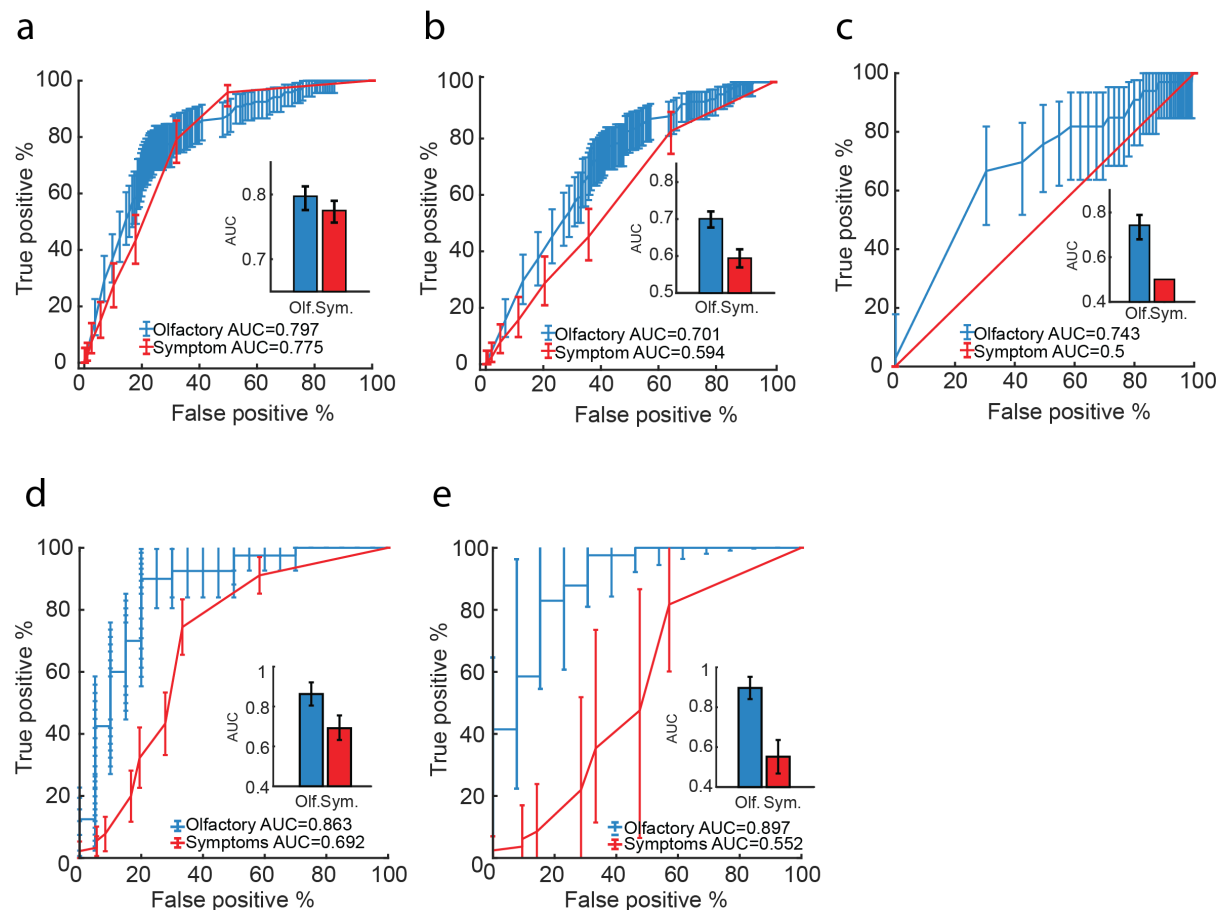 a
100
80
60
40
20
0
True positive %
0.8
0.7
AUC
Olf.Sym.
Olfactory AUC=0.797
Symptom AUC=0.775
0 20 40 60 80 100
False positive %
b
100
80
60
40
20
0
True positive %
0.8
0.7
0.6
0.5
AUC
Olf.Sym.
Olfactory AUC=0.701
Symptom AUC=0.594
0 20 40 60 80 100
False positive %
c
100
80
60
40
20
0
True positive %
0.8
0.6
0.4
AUC
Olf.Sym.
Olfactory AUC=0.743
Symptom AUC=0.5
0 20 40 60 80 100
False positive %
d
100
80
60
40
20
0
True positive %
1
0.8
0.6
0.4
AUC
Olf.Sym.
Olfactory AUC=0.863
Symptoms AUC=0.692
0 20 40 60 80 100
False positive %
e
100
80
60
40
20
0
True positive %
1
0.8
0.6
0.4
AUC
Olf. Sym.
Olfactory AUC=0.897
Symptoms AUC=0.552
0 20 40 60 80 100
False positive %